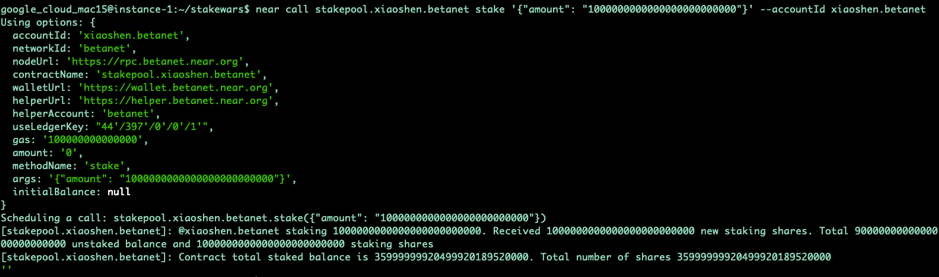 google_cloud_mac15@instance-1:~/stakewars$ near call stakepool.xiaoshen.betanet stake '{"amount": "1000000000000000000000000"}' --accountId xiaoshen.betanet
Using options: {
accountId: 'xiaoshen.betanet',
networkId: 'betanet',
nodeUrl: 'https://rpc.betanet.near.org',
contractName: 'stakepool.xiaoshen.betanet',
walletUrl: 'https://wallet.betanet.near.org',
helperUrl: 'https://helper.betanet.near.org',
helperAccount: 'betanet',
useLedgerKey: "44'/397'/0'/0'/1'",
gas: '100000000000000',
amount: '0',
methodName: 'stake',
args: '{"amount": "1000000000000000000000000"}',
initialBalance: null
}
Scheduling a call: stakepool.xiaoshen.betanet.stake({"amount": "1000000000000000000000000"})
[stakepool.xiaoshen.betanet]: @xiaoshen.betanet staking 1000000000000000000000000. Received 1000000000000000000000000 new staking shares. Total 90000000000000
00000000000 unstaked balance and 1000000000000000000000000 staking shares
[stakepool.xiaoshen.betanet]: Contract total staked balance is 35999999920499920189520000. Total number of shares 35999999920499920189520000
''